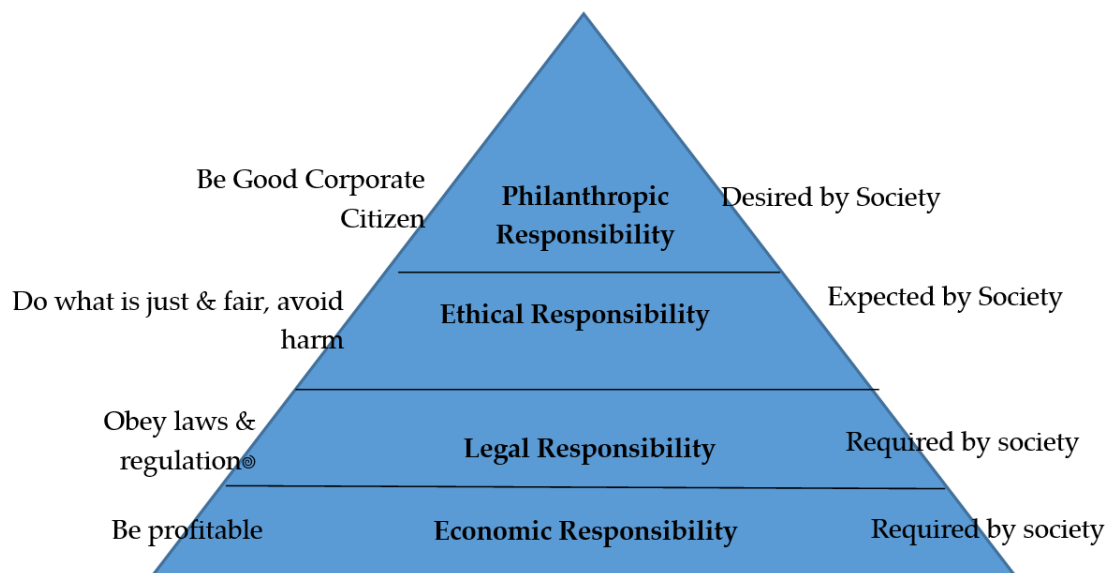 Be Good Corporate
Citizen
Philanthropic
Responsibility
Desired by Society
Do what is just & fair, avoid
harm
Ethical Responsibility
Expected by Society
Obey laws &
regulation๏
Legal Responsibility
Required by society
Be profitable
Economic Responsibility
Required by society